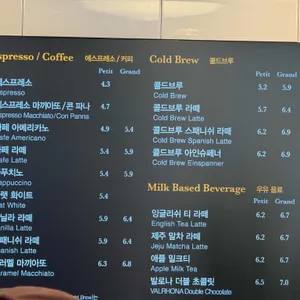 spresso / Coffee 에스프레소 / 커피
Petit Grand
에스프레소 4.3
spresso
에스프레소 마끼아또 / 콘 파나 4.7
spresso Macchiato/Con Panna
페 아메리카노 4.9 5.4
afe Americano
페 라떼 5.4 5.9
afe Latte
푸치노 5.4 5.9
appuccino
랫 화이트 5.4
at White
닐라 라떼 5.9 6.4
anilla Latte
패니쉬 라떼 5.9 6.4
panish Latte
러멜 마끼아또 6.3 6.8
aramel Macchiato
Cold Brew 콜드브루
Petit Grand
콜드브루 5.2 5.9
Cold Brew
콜드브루 라떼 5.7 6.4
Cold Brew Latte
콜드브루 스패니쉬 라떼 6.2 6.9
Cold Brew Spanish Latte
콜드브루 아인슈페너 6.2 6.9
Cold Brew Einspanner
Milk Based Beverage 우유 음료
Petit Grand
잉글리쉬 티 라떼 6.2 6.7
English Tea Latte
제주 말차 라떼 6.2 6.7
Jeju Matcha Latte
애플 밀크티 6.2 6.7
Apple Milk Tea
발로나 더블 초콜릿 6.5 7.0
VALRHONA Double Chocolate